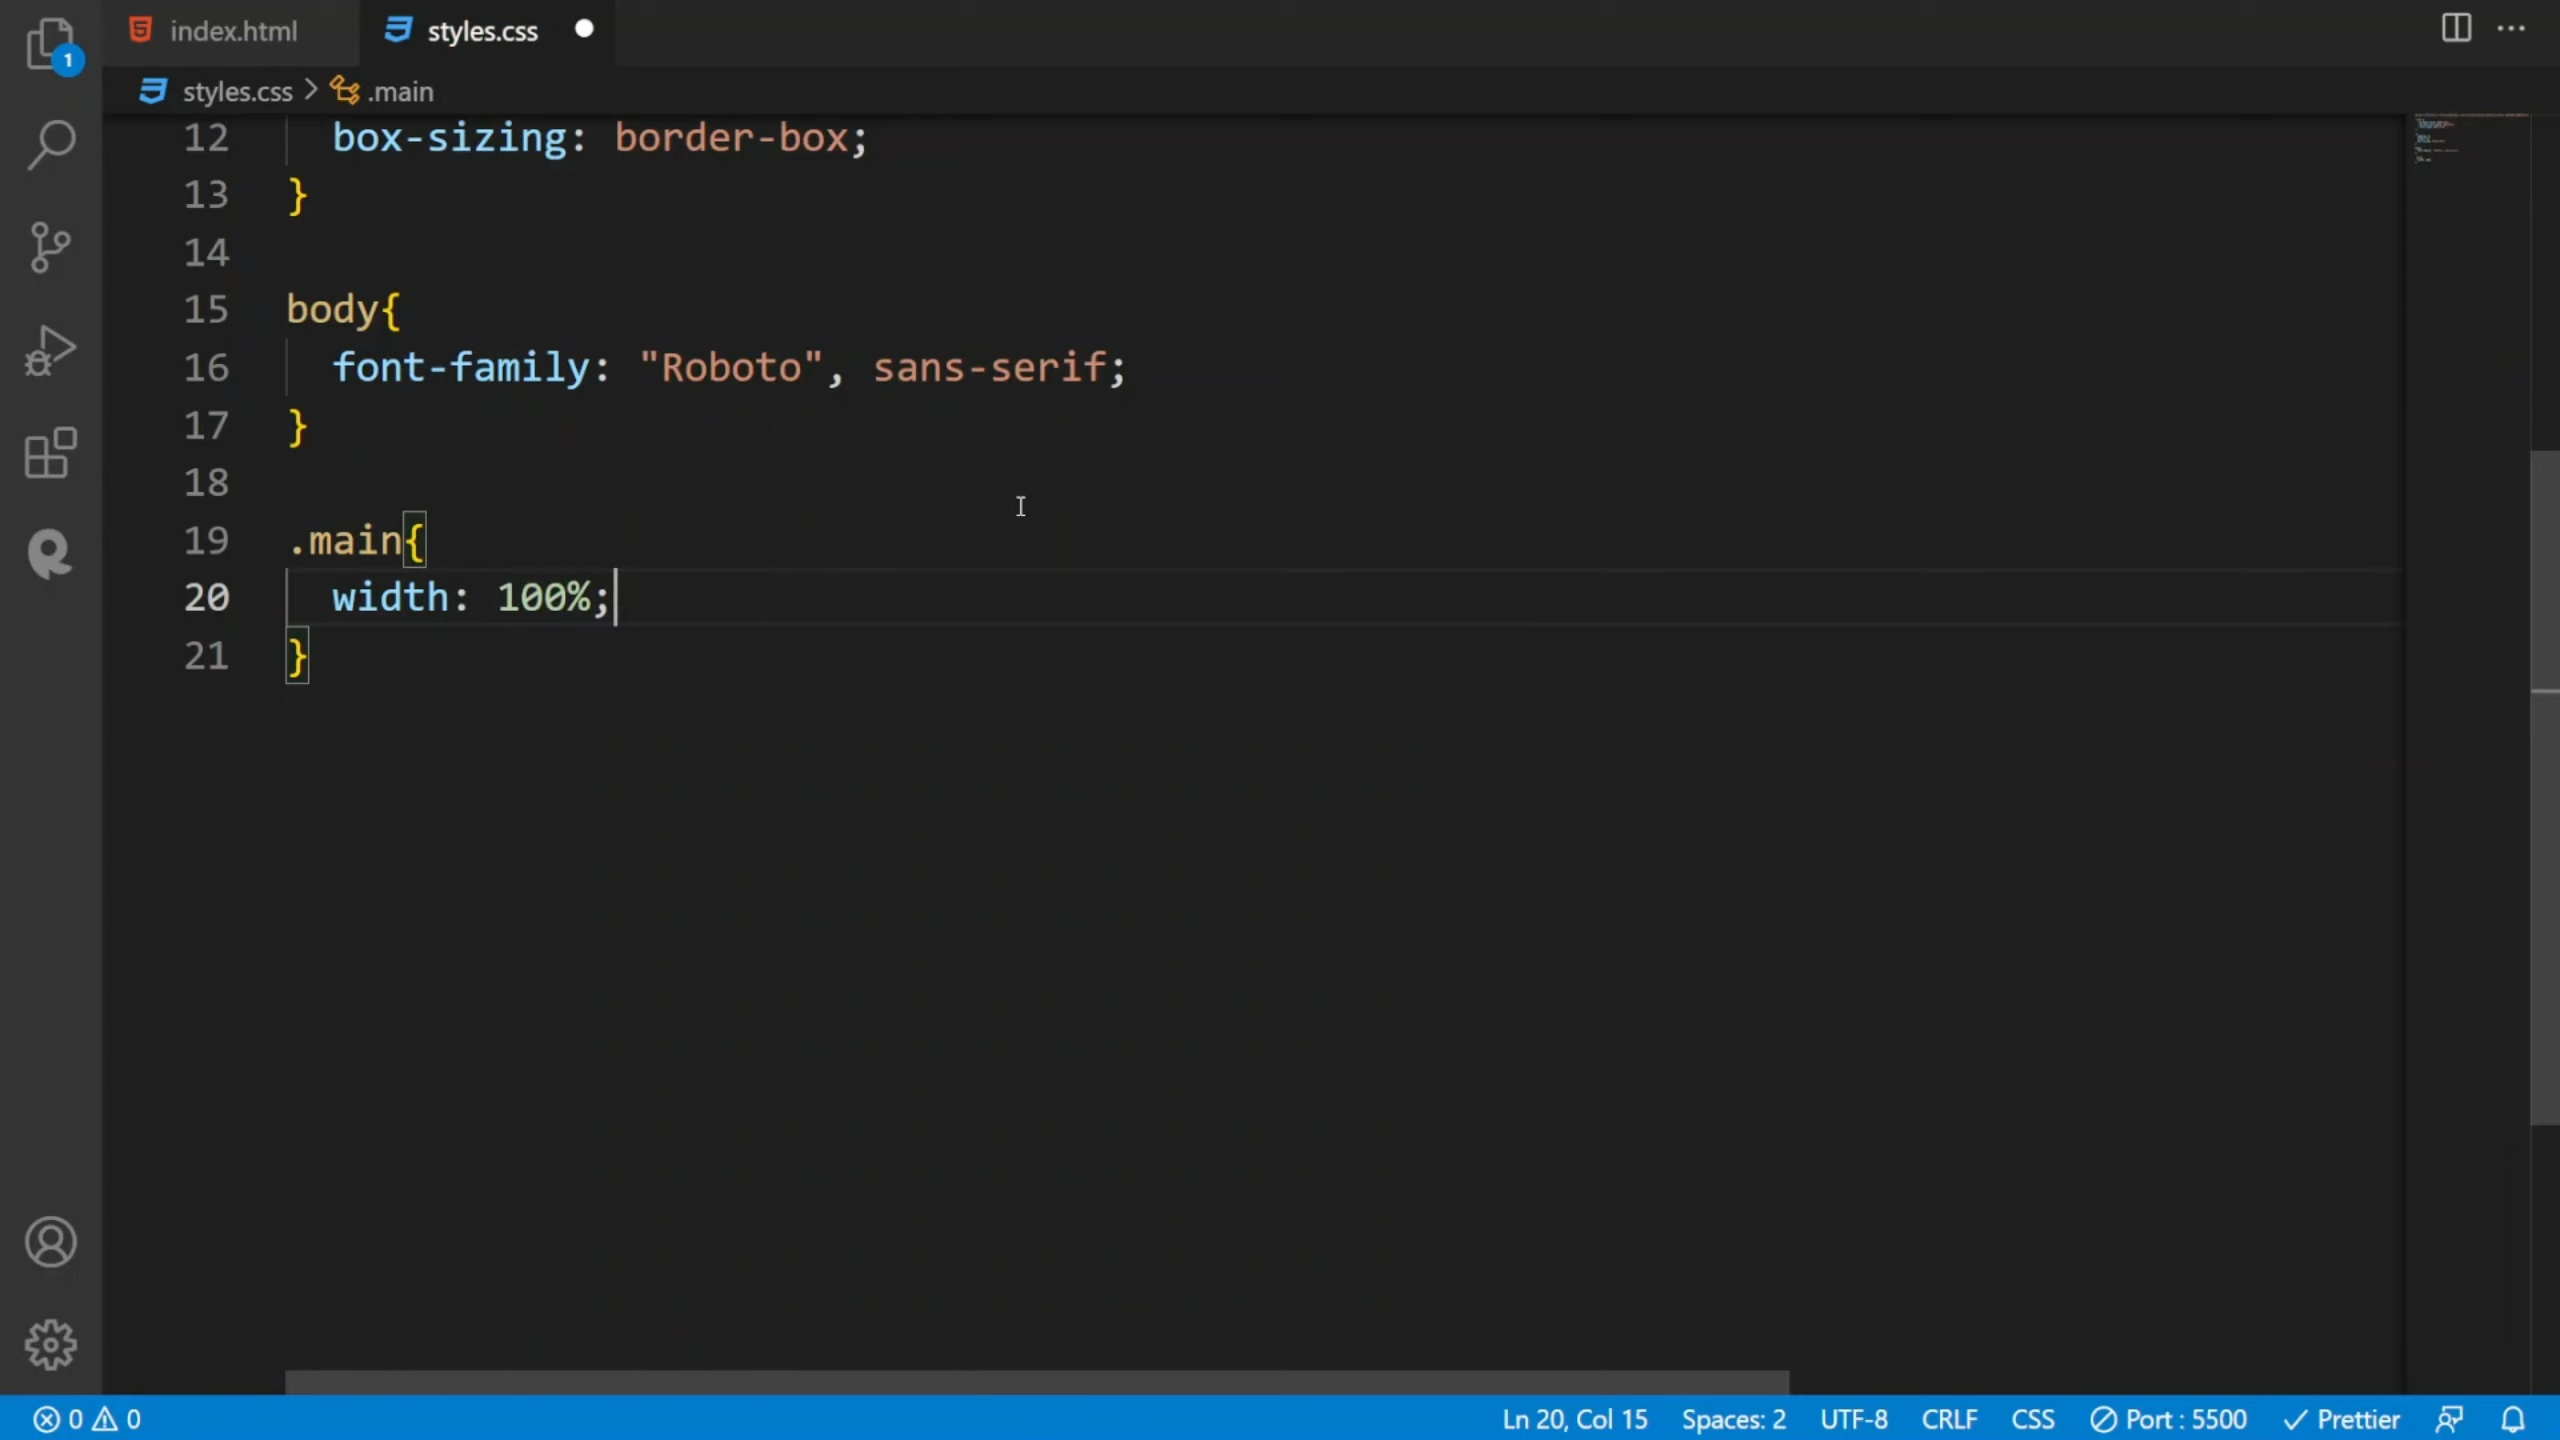 index.html
styles.css
1
styles.css > .main
12 box-sizing: border-box;
13 }
14
15 body{
16 font-family: "Roboto", sans-serif;
17 }
18
19 .main{
20 width: 100%;
21 }
0 0 Ln 20, Col 15 Spaces: 2 UTF-8 CRLF CSS Port : 5500 Prettier